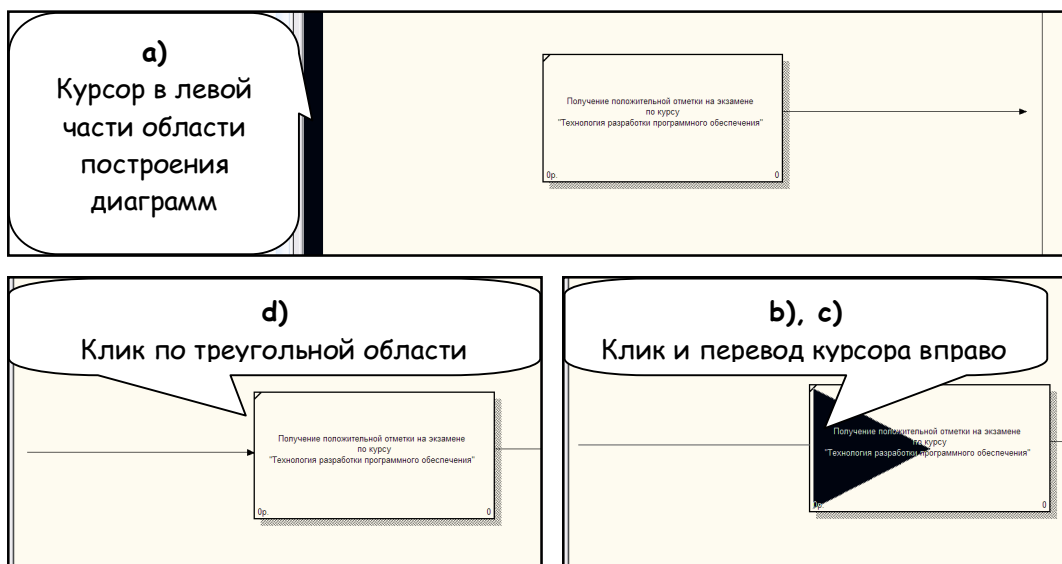 a)
Курсор в левой
части области
построения
диаграмм
Получение положительной отметки на экзамене
по курсу
"Технология разработки программного обеспечения"
0р.
0
d)
Клик по треугольной области
Получение положительной отметки на экзамене
по курсу
"Технология разработки программного обеспечения"
0р.
0
b), c)
Клик и перевод курсора вправо
Получение положительной отметки на экзамене
по курсу
"Технология разработки программного обеспечения"
0р.
0